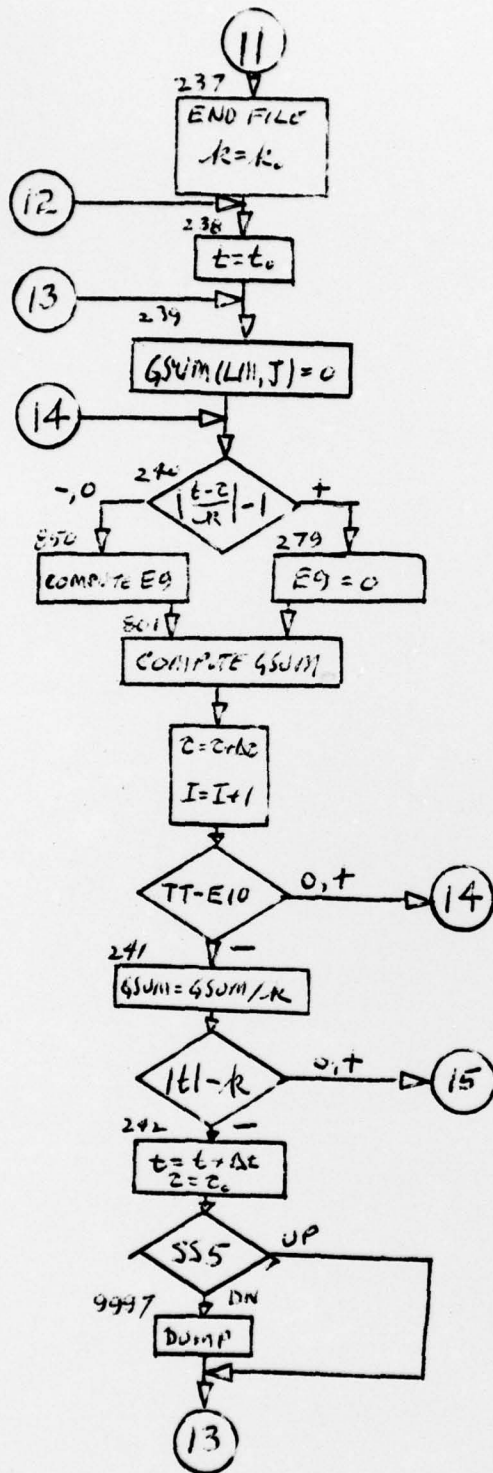 11
237
END FILE
k=k₀
12
238
t=t₀
13
239
GSUM(LIII,J)=0
14
240
|t-τ/k|-1
-,0
+
850
COMPUTE E9
279
E9=0
801
COMPUTE GSUM
τ=τ+Δτ
I=I+1
TT-E10
0,+
14
-
241
GSUM=GSUM/k
|t|-k
0,+
15
-
242
t=t+Δt
τ=τ₀
SS5
UP
DN
9997
DUMP
13